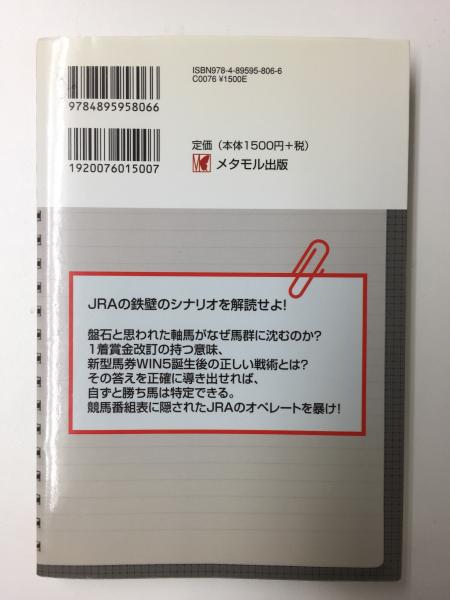 ISBN978-4-89595-806-6
C0076 ¥1500E
9784895958066
定価（本体1500円＋税）
メタモル出版
1920076015007
JRAの鉄壁のシナリオを解読せよ！
盤石と思われた軸馬がなぜ馬群に沈むのか？
1着賞金改訂の持つ意味、
新型馬券WIN5誕生後の正しい戦術とは？
その答えを正確に導き出せれば、
自ずと勝ち馬は特定できる。
競馬番組表に隠されたJRAのオペレートを暴け！